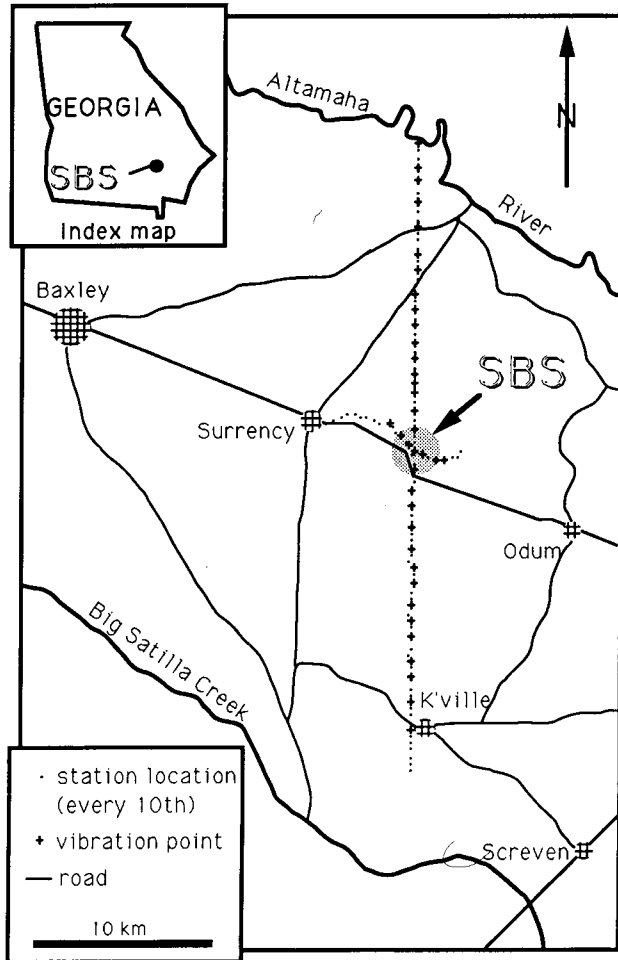 GEORGIA
SBS
Index map
N
Altamaha
River
Baxley
SBS
Surrency
Odum
Big Satilla
Creek
K'ville
Screven
· station location
(every 10th)
+ vibration point
— road
10 km